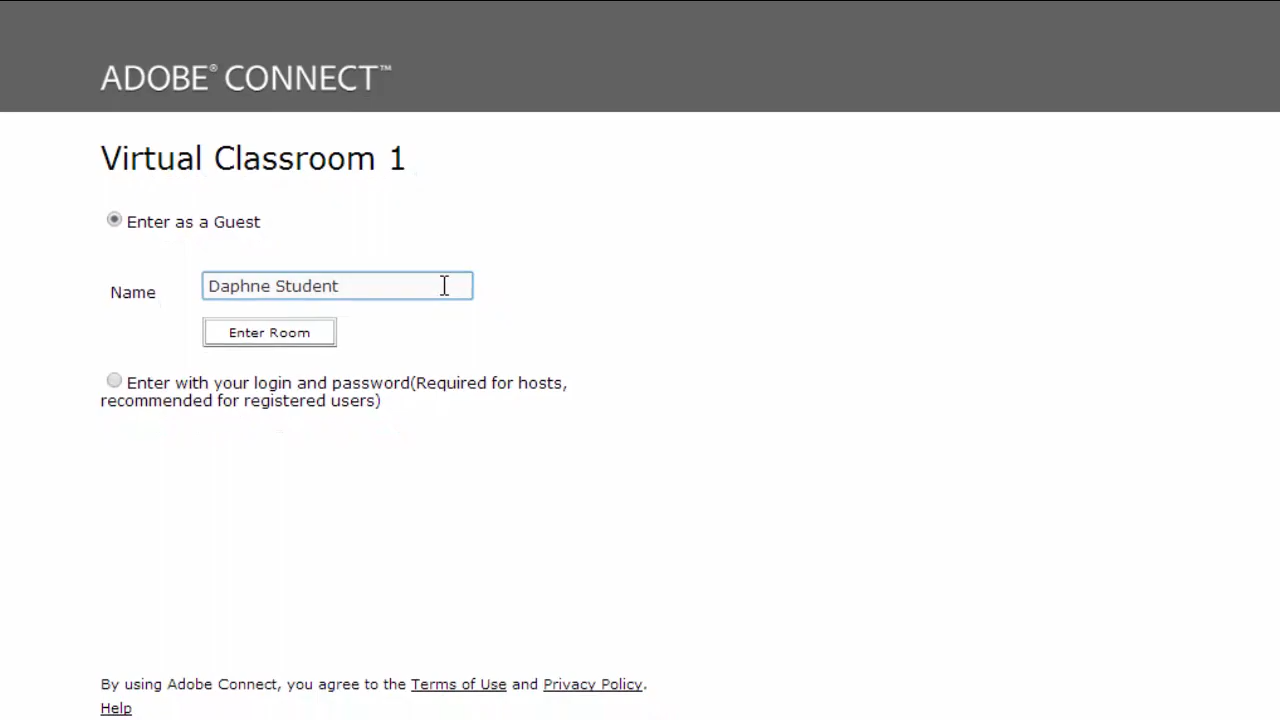 ADOBE® CONNECT™
Virtual Classroom 1
Enter as a Guest
Name
Daphne Student
Enter Room
Enter with your login and password(Required for hosts,
recommended for registered users)
By using Adobe Connect, you agree to the Terms of Use and Privacy Policy.
Help